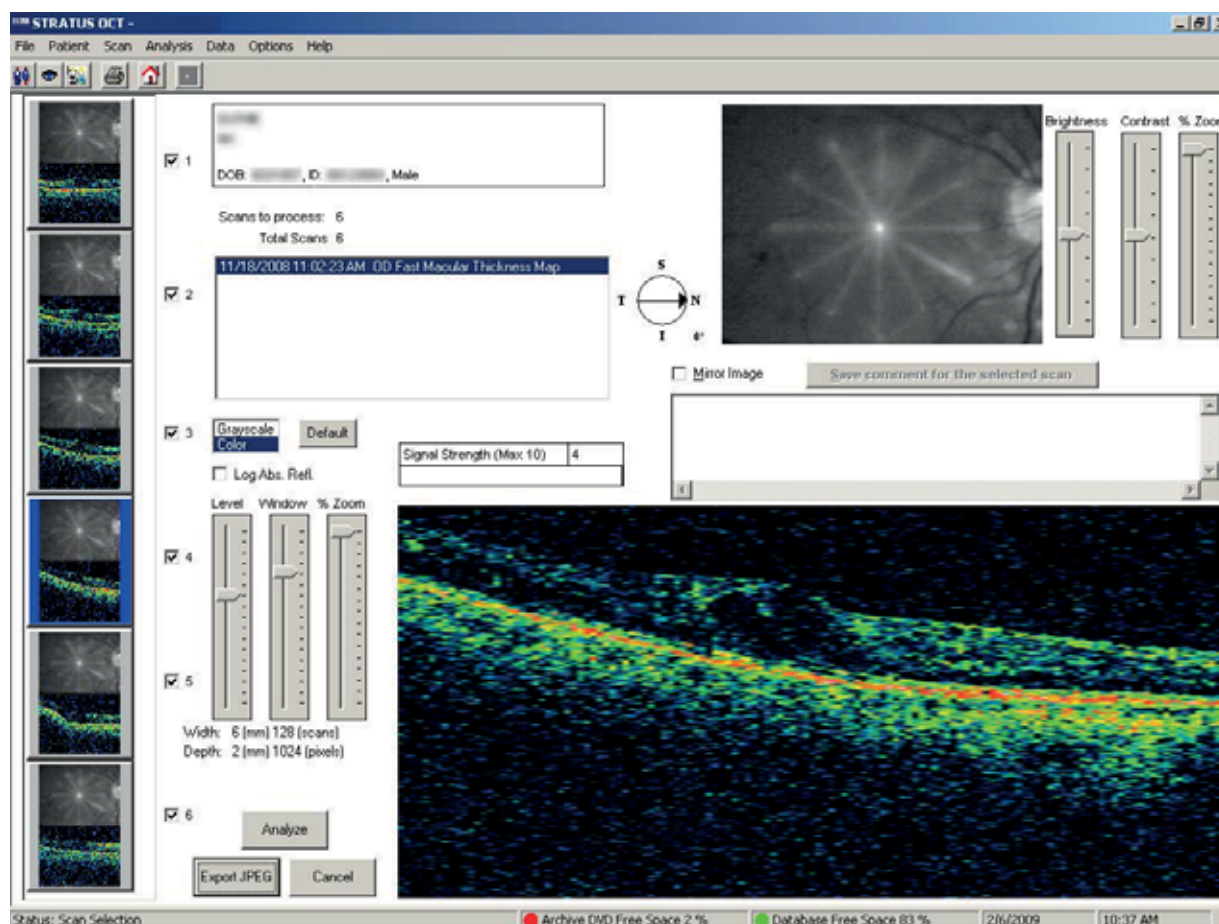 STRATUS OCT -
File Patient Scan Analysis Data Options Help
1
DOB: , ID: , Male
Scans to process: 6
Total Scans 6
2
11/18/2008 11:02:23 AM OD Fast Macular Thickness Map
S
T N
I 0°
Brightness Contrast % Zoom
Mirror Image
Save comment for the selected scan
3
Grayscale
Color
Default
Signal Strength (Max 10) 4
Log Abs. Refl.
Level Window % Zoom
4
5
Width: 6 (mm) 128 (scans)
Depth: 2 (mm) 1024 (pixels)
6
Analyze
Export JPEG Cancel
Status: Scan Selection Archive DVD Free Space 2 % Database Free Space 83 % 2/6/2009 10:37 AM